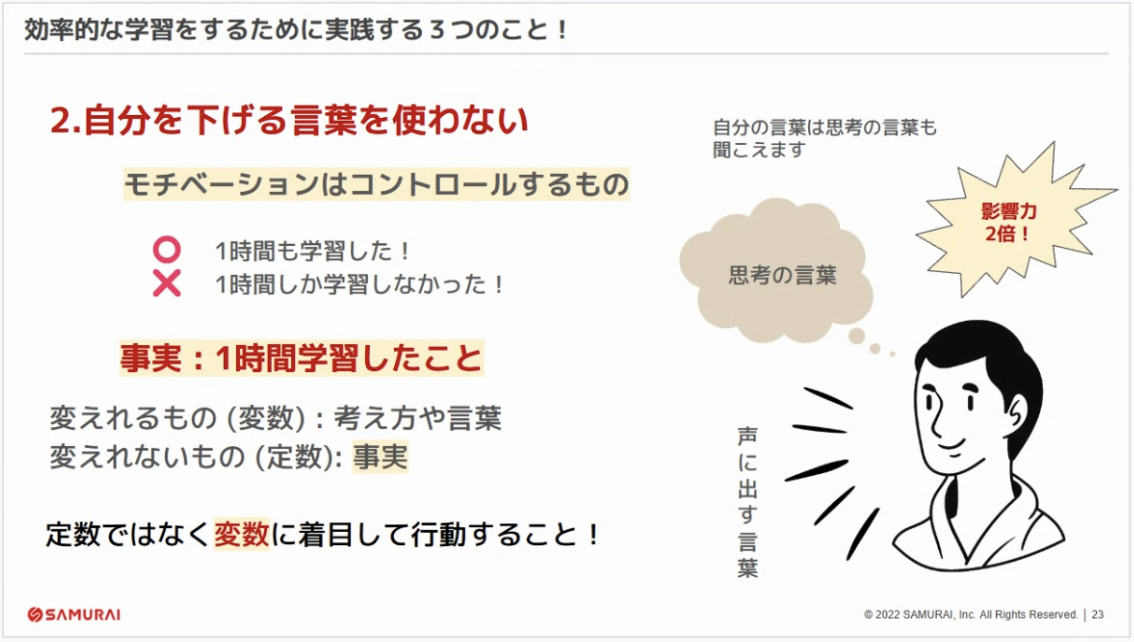 効率的な学習をするために実践する３つのこと！
2.自分を下げる言葉を使わない
モチベーションはコントロールするもの
1時間も学習した！
1時間しか学習しなかった！
事実：1時間学習したこと
変えれるもの (変数)：考え方や言葉
変えれないもの (定数): 事実
定数ではなく変数に着目して行動すること！
自分の言葉は思考の言葉も
聞こえます
影響力
2倍！
思考の言葉
声に出す言葉
SAMURAI
© 2022 SAMURAI, Inc. All Rights Reserved. | 23